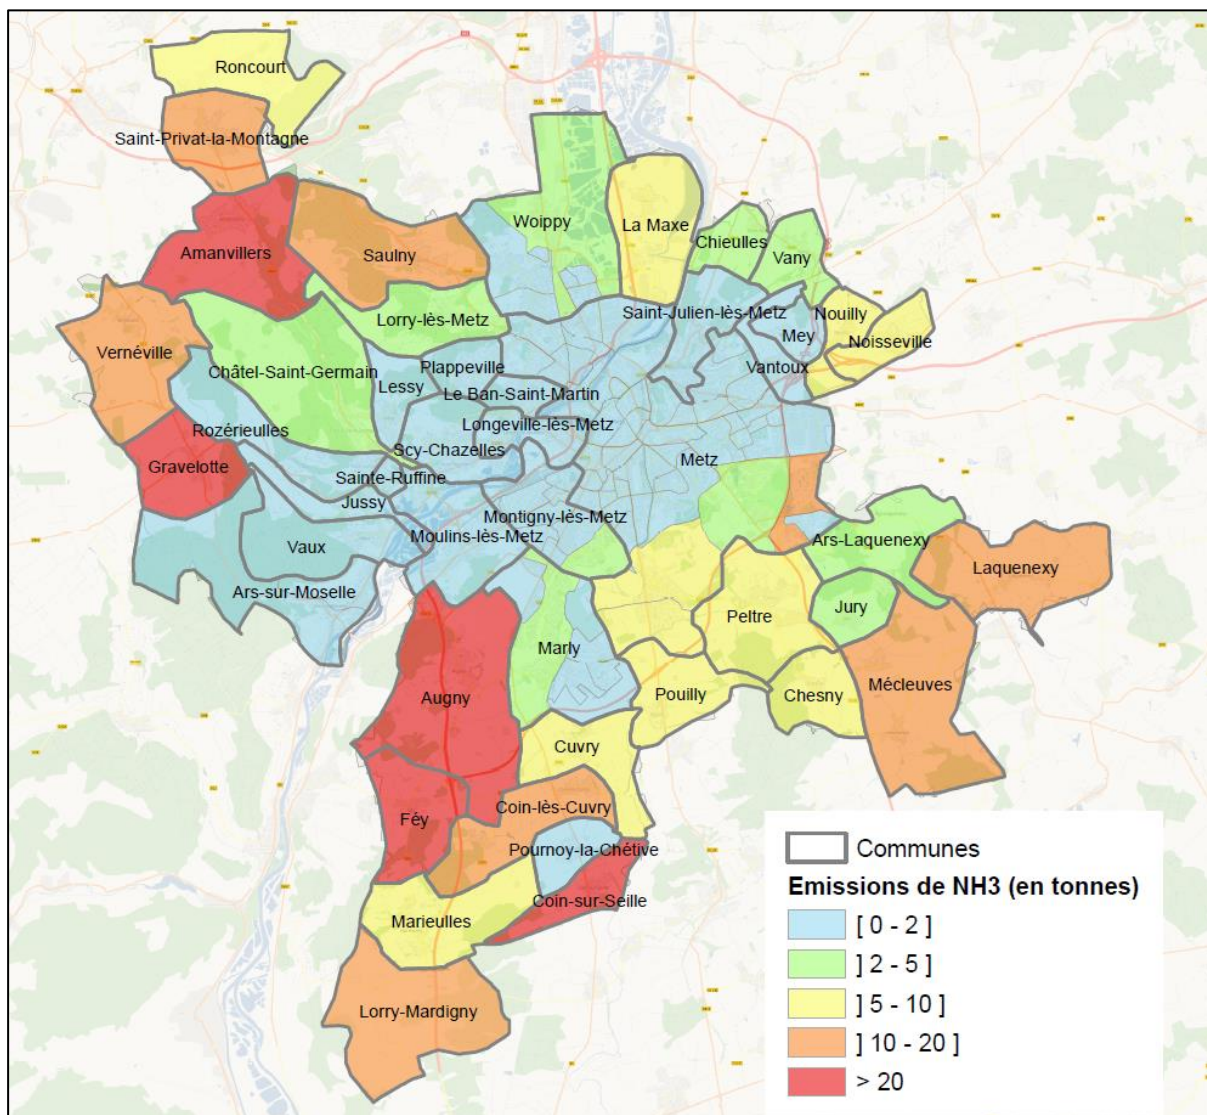 Roncourt
Saint-Privat-la-Montagne
Woippy
La Maxe
Chieulles
Vany
Amanvillers
Saulny
Saint-Julien-lès-Metz
Nouilly
Lorry-lès-Metz
Mey
Noisseville
Vernéville
Châtel-Saint-Germain
Plappeville
Vantoux
Lessy
Le Ban-Saint-Martin
Rozérieulles
Longeville-lès-Metz
Scy-Chazelles
Metz
Gravelotte
Sainte-Ruffine
Jussy
Montigny-lès-Metz
Moulins-lès-Metz
Vaux
Ars-Laquenexy
Laquenexy
Ars-sur-Moselle
Jury
Peltre
Marly
Mécleuves
Pouilly
Chesny
Augny
Cuvry
Coin-lès-Cuvry
Féy
Pournoy-la-Chétive
Coin-sur-Seille
Marieulles
Lorry-Mardigny
Communes
Emissions de NH3 (en tonnes)
[ 0 - 2 ]
] 2 - 5 ]
] 5 - 10 ]
] 10 - 20 ]
> 20